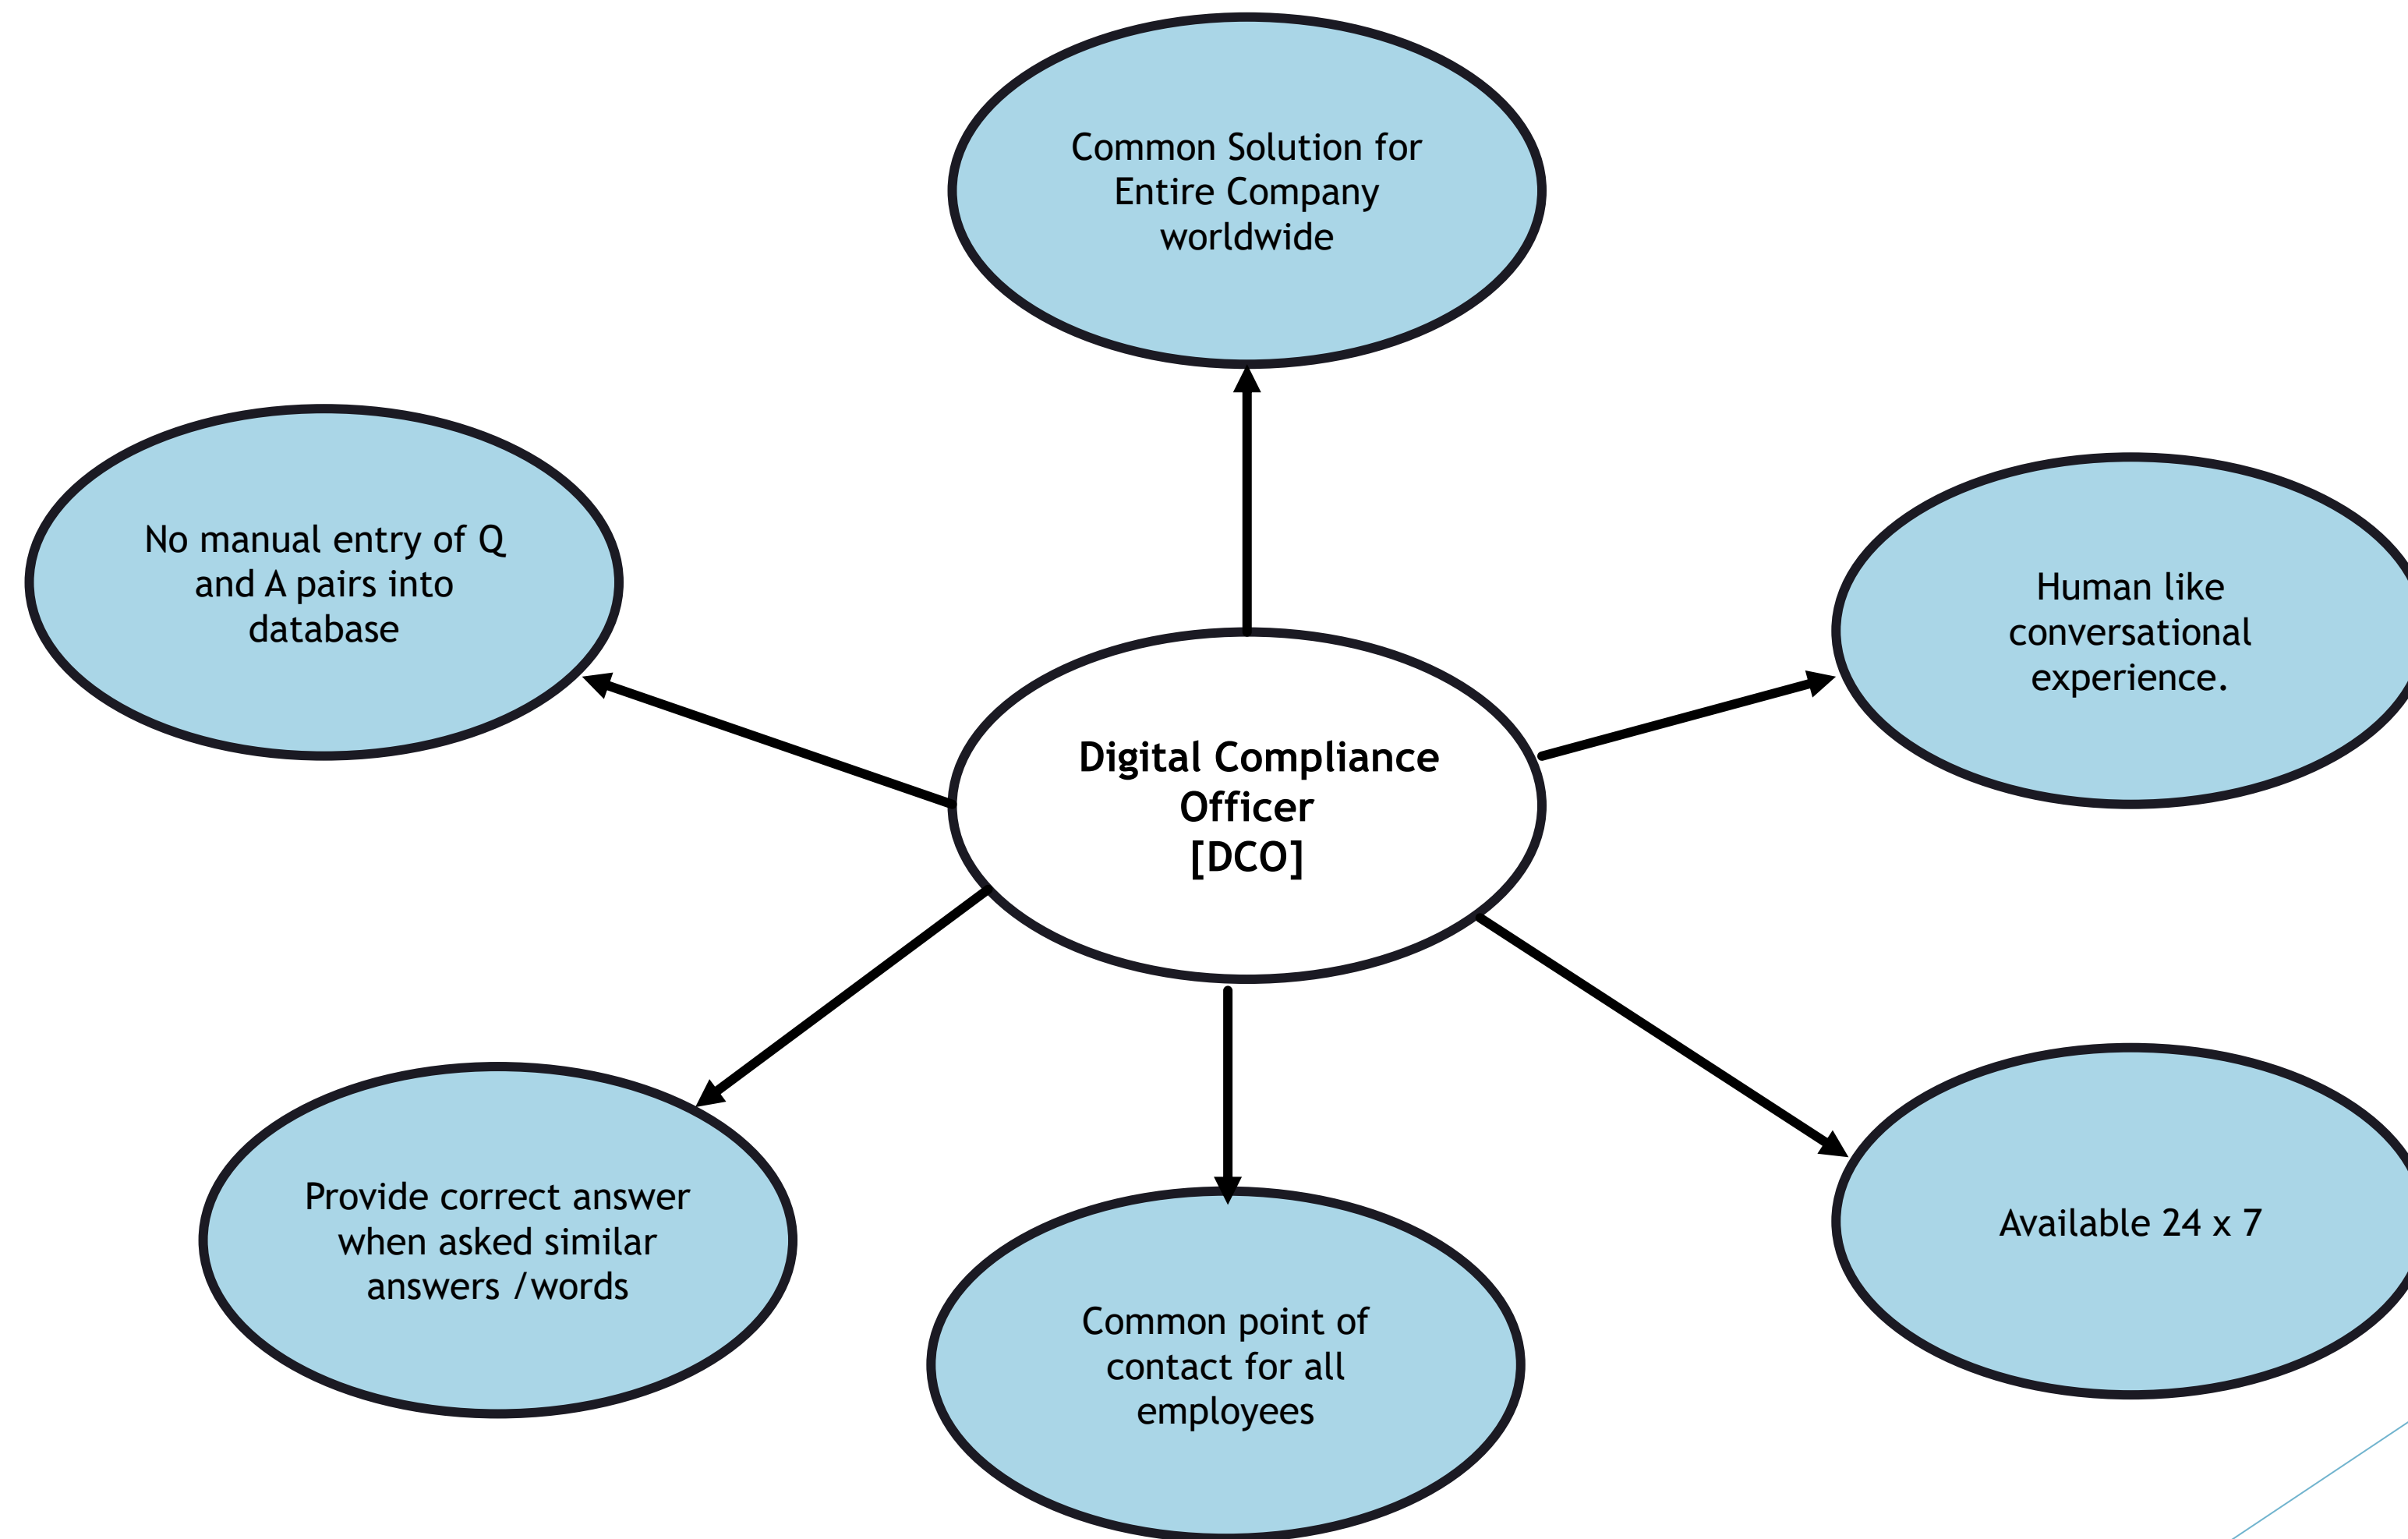 Common Solution for
Entire Company
worldwide
No manual entry of Q
and A pairs into
database
Human like
conversational
experience.
Digital Compliance
Officer
[DCO]
Provide correct answer
when asked similar
answers /words
Common point of
contact for all
employees
Available 24 x 7